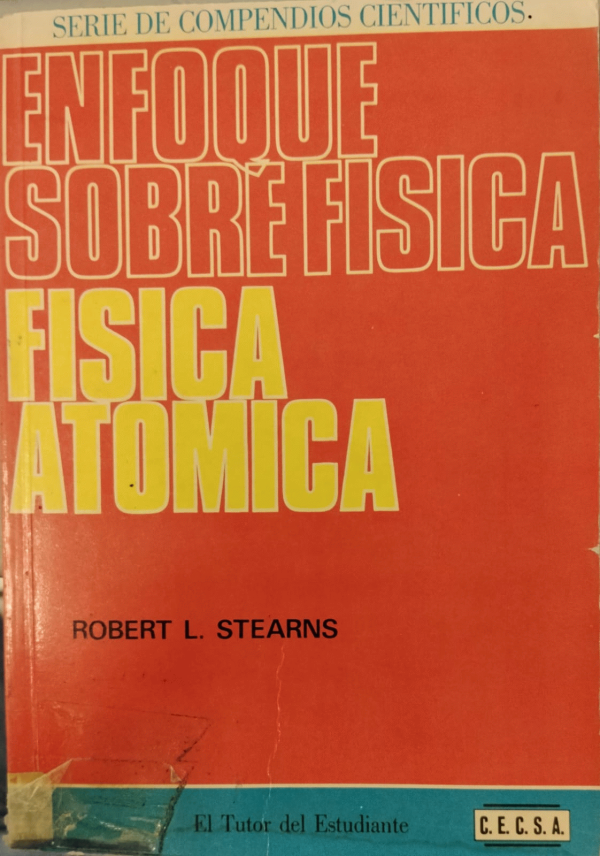 SERIE DE COMPENDIOS CIENTIFICOS.
ENFOQUE
SOBRE FISICA
FISICA
ATOMICA
ROBERT L. STEARNS
El Tutor del Estudiante
C. E. C. S. A.